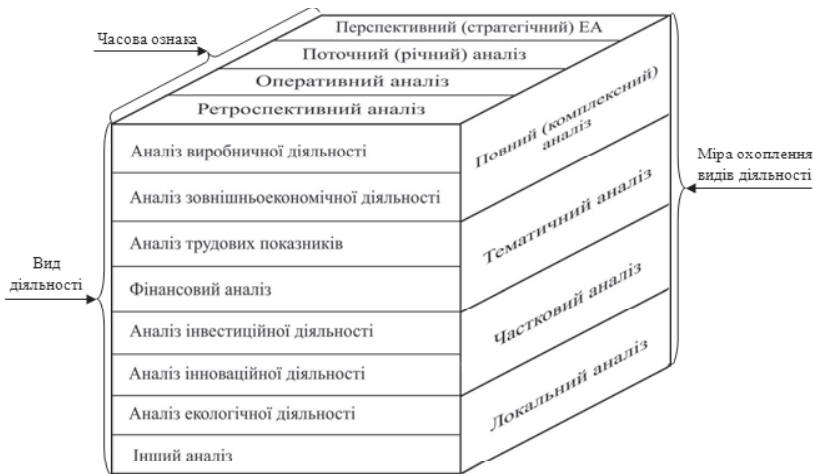 Часова ознака
Перспективний (стратегічний) ЕА
Поточний (річний) аналіз
Оперативний аналіз
Ретроспективний аналіз
Вид
діяльності
Аналіз виробничої діяльності
Аналіз зовнішньоекономічної діяльності
Аналіз трудових показників
Фінансовий аналіз
Аналіз інвестиційної діяльності
Аналіз інноваційної діяльності
Аналіз екологічної діяльності
Інший аналіз
Повний (комплексний)
аналіз
Тематичний аналіз
Частковий аналіз
Локальний аналіз
Міра охоплення
видів діяльності